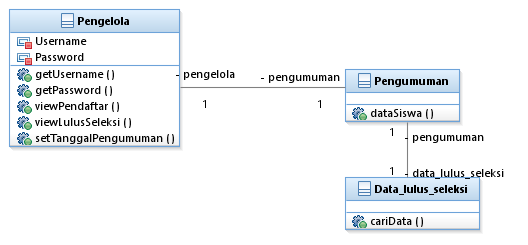 Pengelola
Username
Password
getUsername ( )
getPassword ( )
viewPendaftar ( )
viewLulusSeleksi ( )
setTanggalPengumuman ( )
- pengelola
- pengumuman
1
1
Pengumuman
dataSiswa ( )
1
- pengumuman
1
- data_lulus_seleksi
Data_lulus_seleksi
cariData ( )